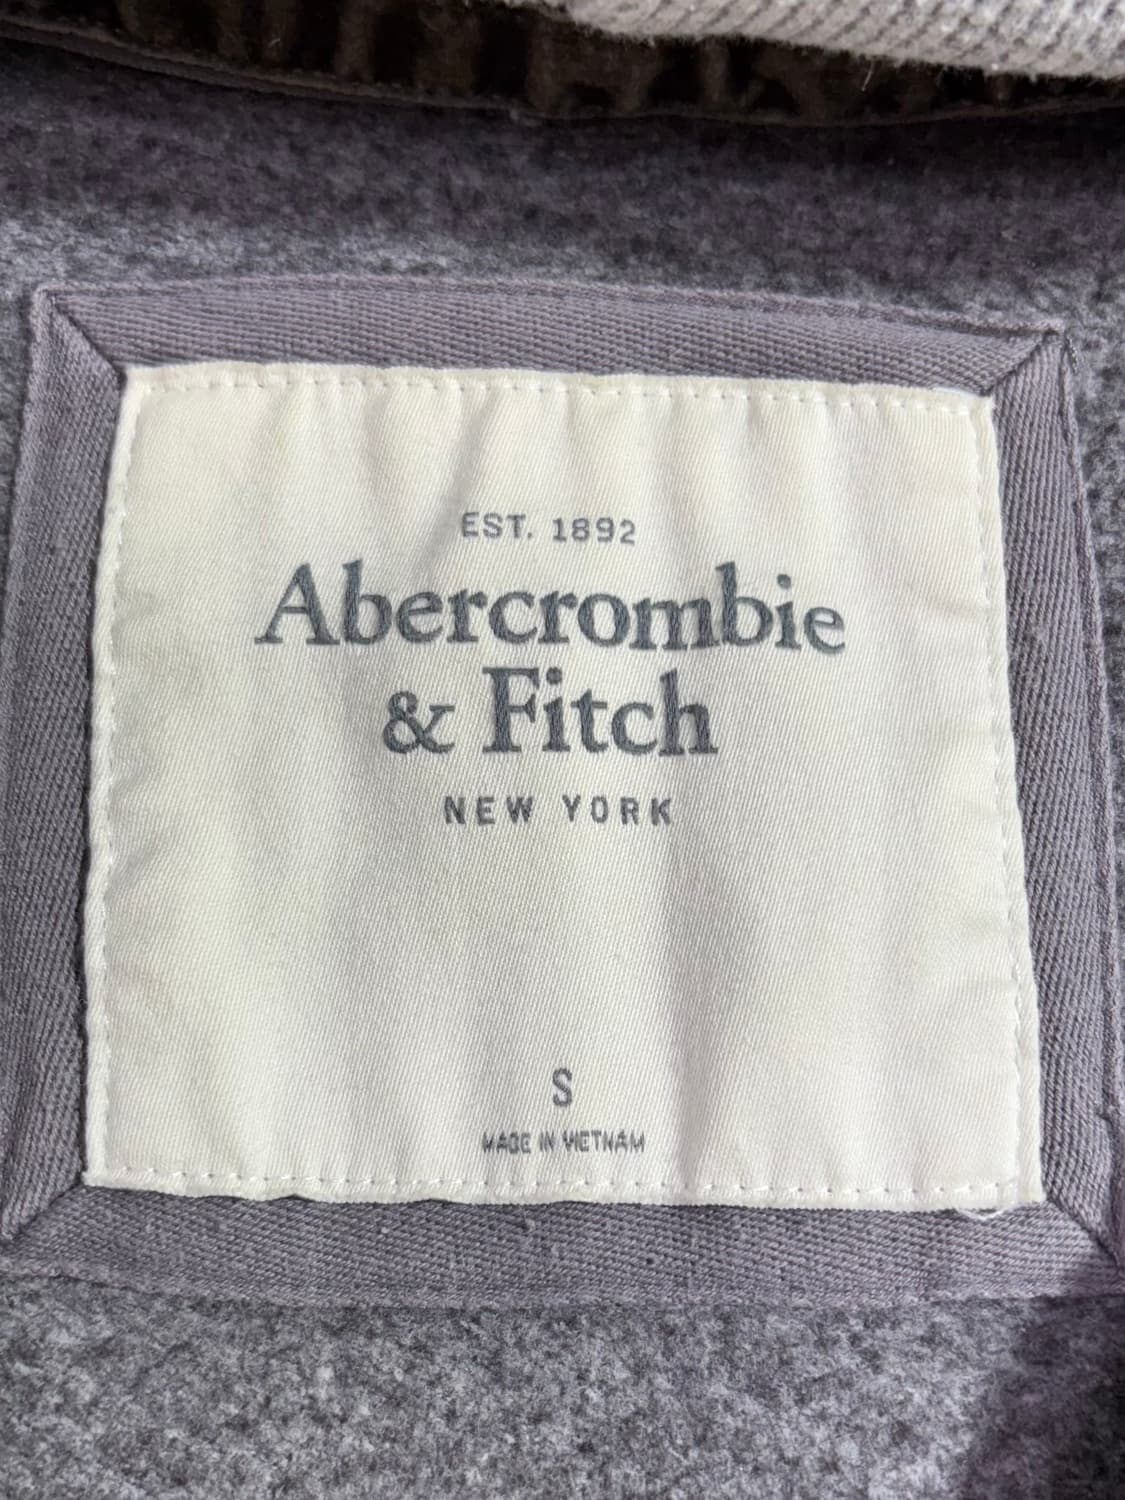 EST. 1892
Abercrombie
& Fitch
NEW YORK
S
MADE IN VIETNAM